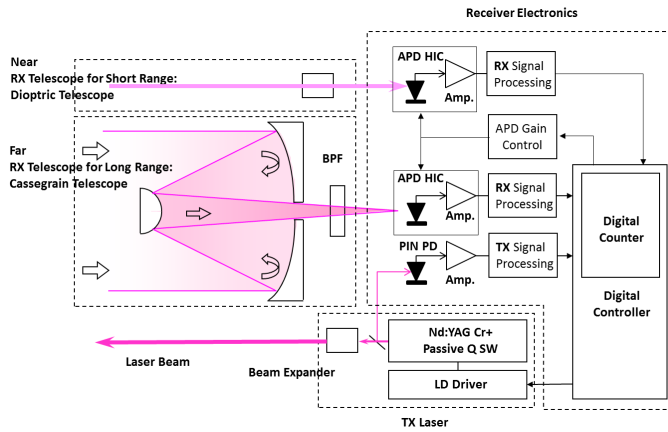 Receiver Electronics
Near
RX Telescope for Short Range:
Dioptric Telescope
APD HIC
Amp.
RX Signal
Processing
APD Gain
Control
Far
RX Telescope for Long Range:
Cassegrain Telescope
BPF
APD HIC
Amp.
RX Signal
Processing
PIN PD
Amp.
TX Signal
Processing
Digital
Counter
Digital
Controller
Laser Beam
Beam Expander
Nd:YAG Cr+
Passive Q SW
LD Driver
TX Laser